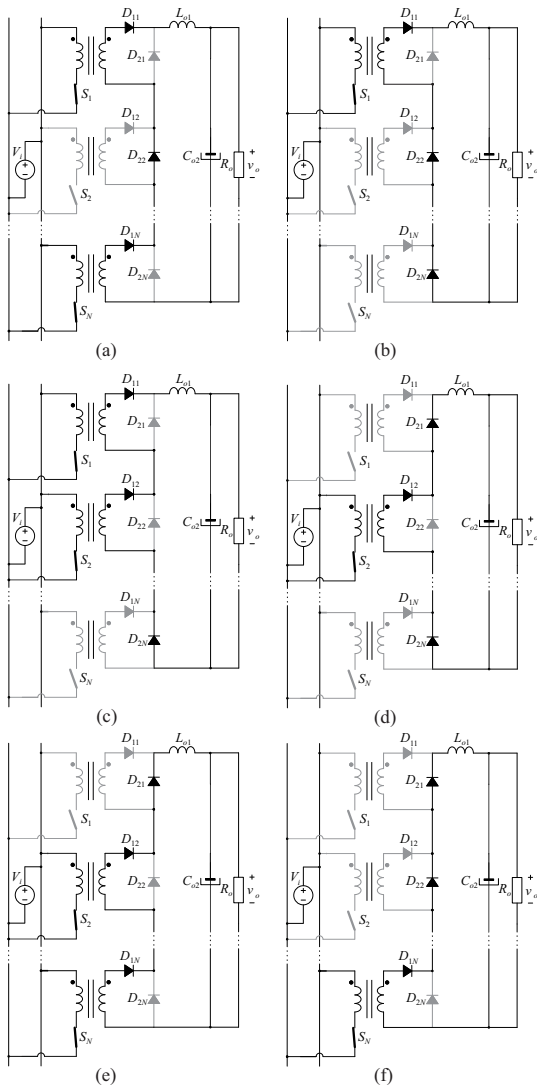 D11 Lo1
D21
S1
D12
Vi + − D22 Co2 Ro + vo −
S2
D1N
D2N
SN
(a)
D11 Lo1
D21
S1
D12
Vi + − D22 Co2 Ro + vo −
S2
D1N
D2N
SN
(b)
D11 Lo1
D21
S1
D12
Vi + − D22 Co2 Ro + vo −
S2
D1N
D2N
SN
(c)
D11 Lo1
D21
S1
D12
Vi + − D22 Co2 Ro + vo −
S2
D1N
D2N
SN
(d)
D11 Lo1
D21
S1
D12
Vi + − D22 Co2 Ro + vo −
S2
D1N
D2N
SN
(e)
D11 Lo1
D21
S1
D12
Vi + − D22 Co2 Ro + vo −
S2
D1N
D2N
SN
(f)